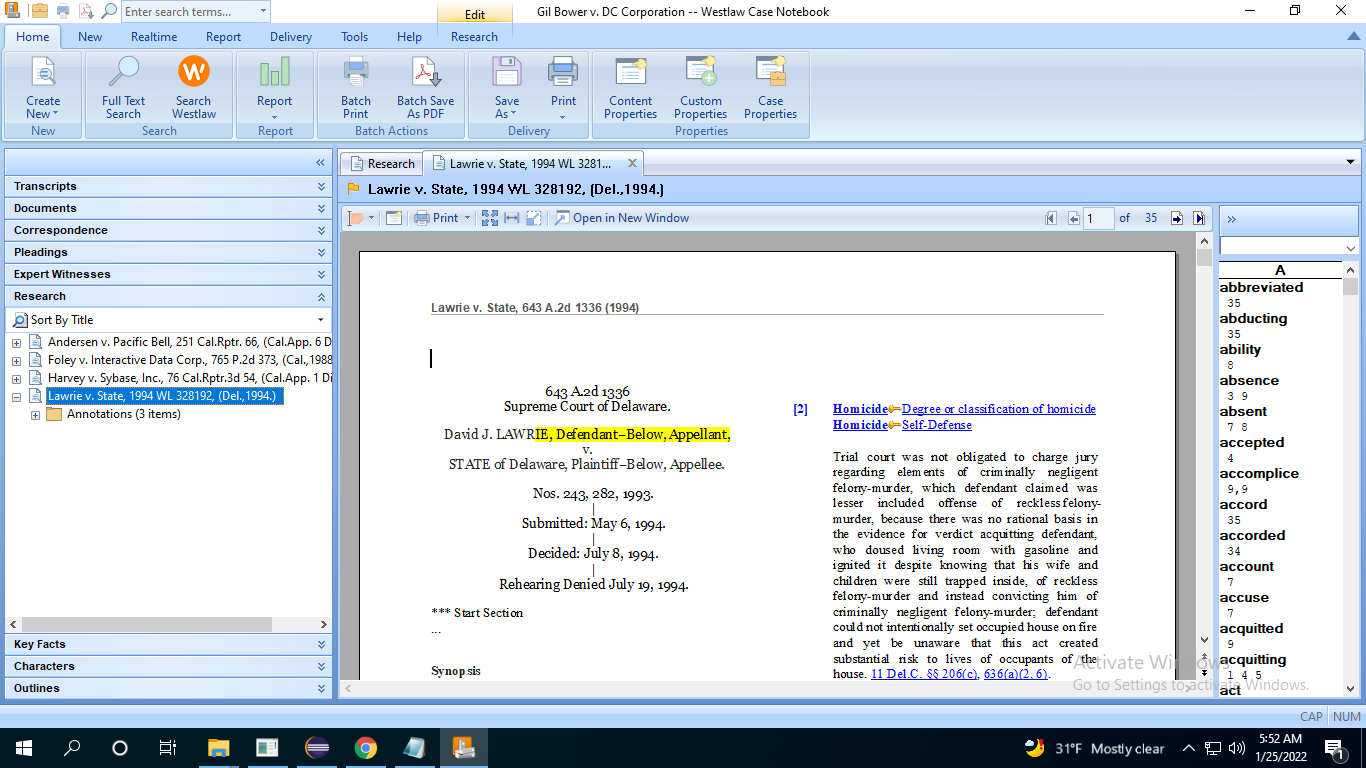 Enter search terms...
Edit
Gil Bower v. DC Corporation -- Westlaw Case Notebook
Home New Realtime Report Delivery Tools Help Research
Create New
Full Text Search
Search Westlaw
Report
Batch Print
Batch Save As PDF
Save As
Print
Content Properties
Custom Properties
Case Properties
New Search Report Batch Actions Delivery Properties
Transcripts
Documents
Correspondence
Pleadings
Expert Witnesses
Research
Sort By Title
Andersen v. Pacific Bell, 251 Cal.Rptr. 66, (Cal.App. 6 D
Foley v. Interactive Data Corp., 765 P.2d 373, (Cal.,1988
Harvey v. Sybase, Inc., 76 Cal.Rptr.3d 54, (Cal.App. 1 Di
Lawrie v. State, 1994 WL 328192, (Del.,1994.)
Annotations (3 items)
Key Facts
Characters
Outlines
Research
Lawrie v. State, 1994 WL 3281...
Lawrie v. State, 1994 WL 328192, (Del.,1994.)
Print
Open in New Window
1 of 35
Lawrie v. State, 643 A.2d 1336 (1994)
643 A.2d 1336
Supreme Court of Delaware.
David J. LAWRIE, Defendant–Below, Appellant,
v.
STATE of Delaware, Plaintiff–Below, Appellee.
Nos. 243, 282, 1993.
|
Submitted: May 6, 1994.
|
Decided: July 8, 1994.
|
Rehearing Denied July 19, 1994.
*** Start Section
...
Synopsis
[2] Homicide Degree or classification of homicide
Homicide Self-Defense
Trial court was not obligated to charge jury
regarding elements of criminally negligent
felony-murder, which defendant claimed was
lesser included offense of reckless felony-
murder, because there was no rational basis in
the evidence for verdict acquitting defendant,
who doused living room with gasoline and
ignited it despite knowing that his wife and
children were still trapped inside, of reckless
felony-murder and instead convicting him of
criminally negligent felony-murder; defendant
could not intentionally set occupied house on fire
and yet be unaware that this act created
substantial risk to lives of occupants of the
house. 11 Del.C. §§ 206(c), 636(a)(2, 6).
A
abbreviated
35
abducting
35
ability
8
absence
3 9
absent
7 8
accepted
4
accomplice
9,9
accord
35
accorded
34
account
7
accuse
7
acquitted
9
acquitting
1 4 5
act
Activate Windows
Go to Settings to activate Windows.
CAP NUM
31°F Mostly clear
5:52 AM
1/25/2022
1